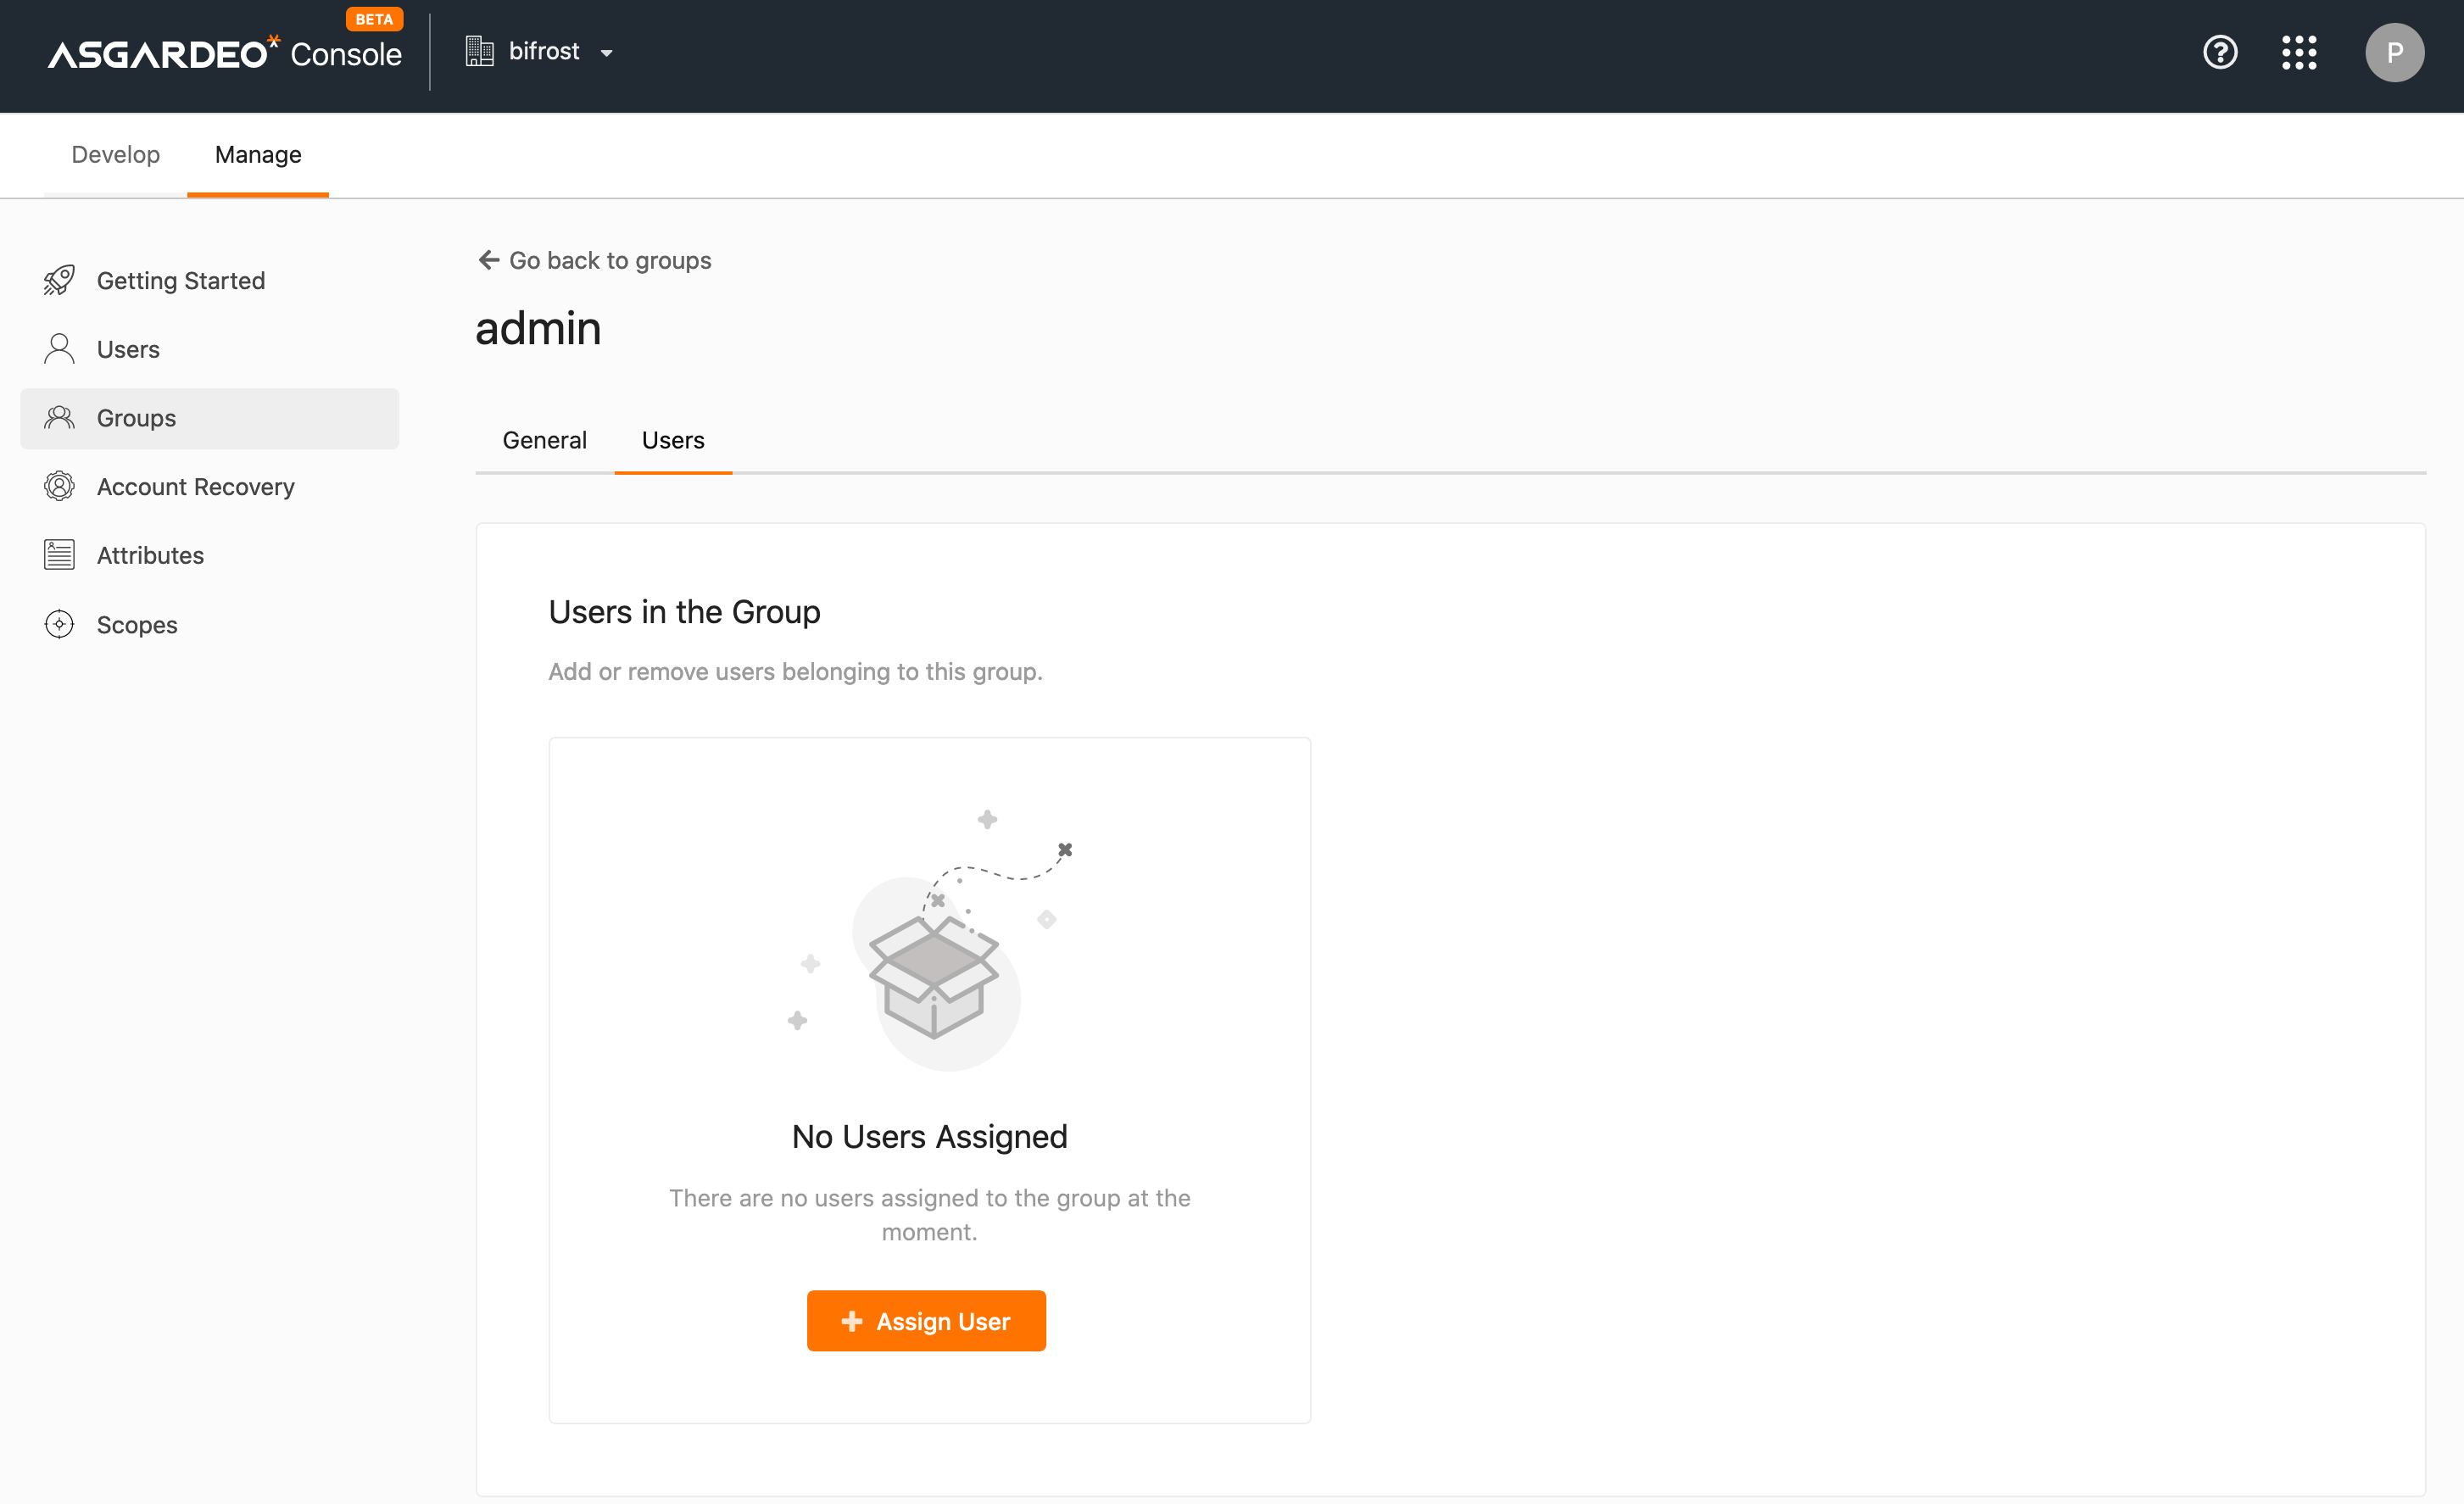 BETA
ASGARDEO Console
bifrost
P
Develop
Manage
Getting Started
Users
Groups
Account Recovery
Attributes
Scopes
Go back to groups
admin
General
Users
Users in the Group
Add or remove users belonging to this group.
No Users Assigned
There are no users assigned to the group at the
moment.
Assign User